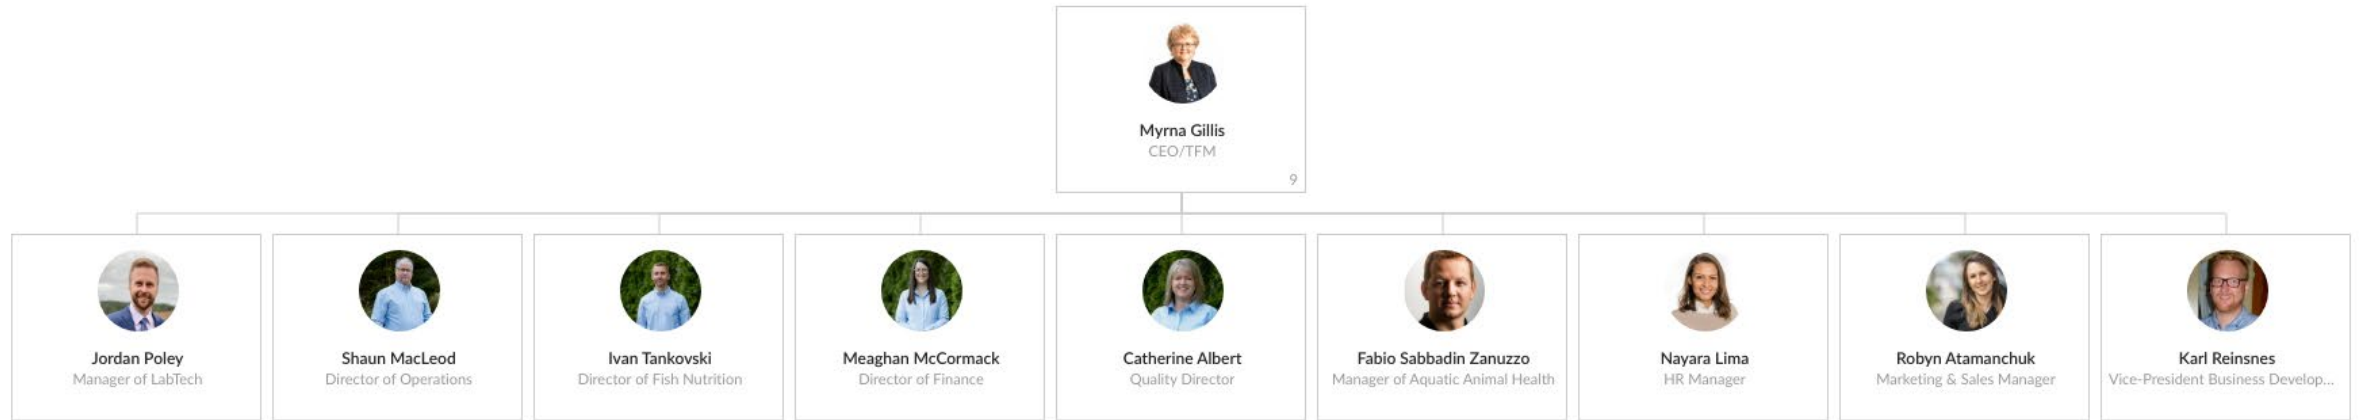 Myrna Gillis
CEO/TFM
9
Jordan Poley
Manager of LabTech
Shaun MacLeod
Director of Operations
Ivan Tankovski
Director of Fish Nutrition
Meaghan McCormack
Director of Finance
Catherine Albert
Quality Director
Fabio Sabbadin Zanuzzo
Manager of Aquatic Animal Health
Nayara Lima
HR Manager
Robyn Atamanchuk
Marketing & Sales Manager
Karl Reinsnes
Vice-President Business Develop...